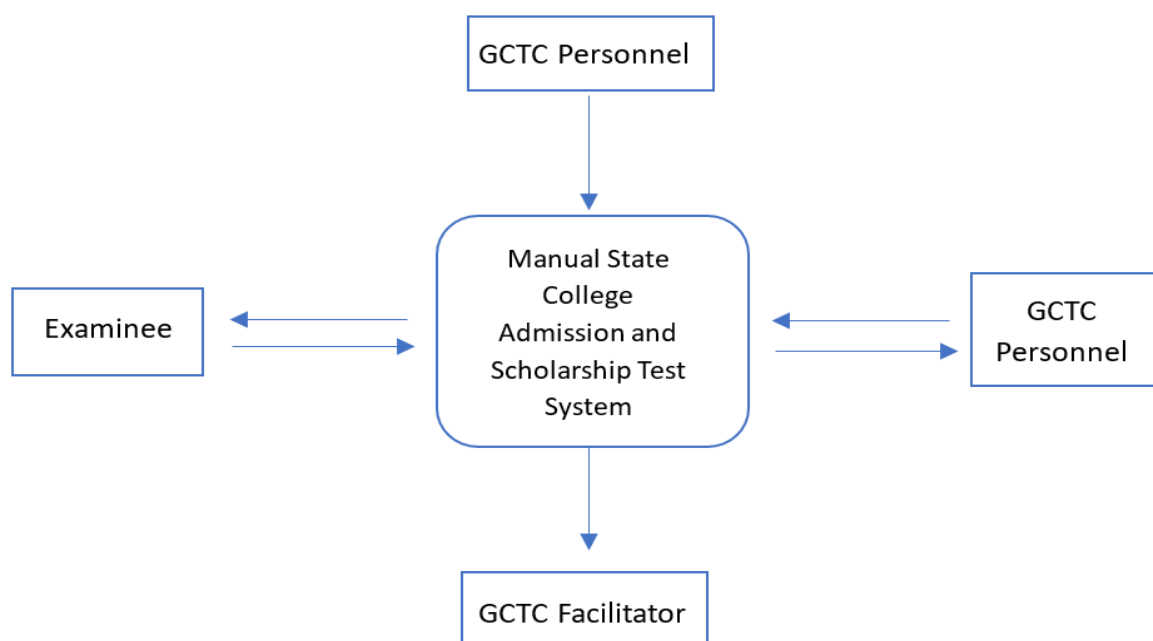 GCTC Personnel
Manual State
College
Admission and
Scholarship Test
System
Examinee
GCTC
Personnel
GCTC Facilitator